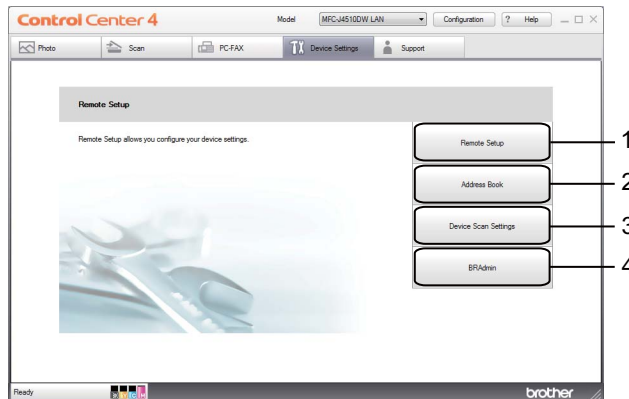 Control Center 4
Model MFC-J4510DW LAN Configuration ? Help
Photo Scan PC-FAX Device Settings Support
Remote Setup
Remote Setup allows you configure your device settings.
Remote Setup 1
Address Book 2
Device Scan Settings 3
BRAdmin 4
Ready
brother